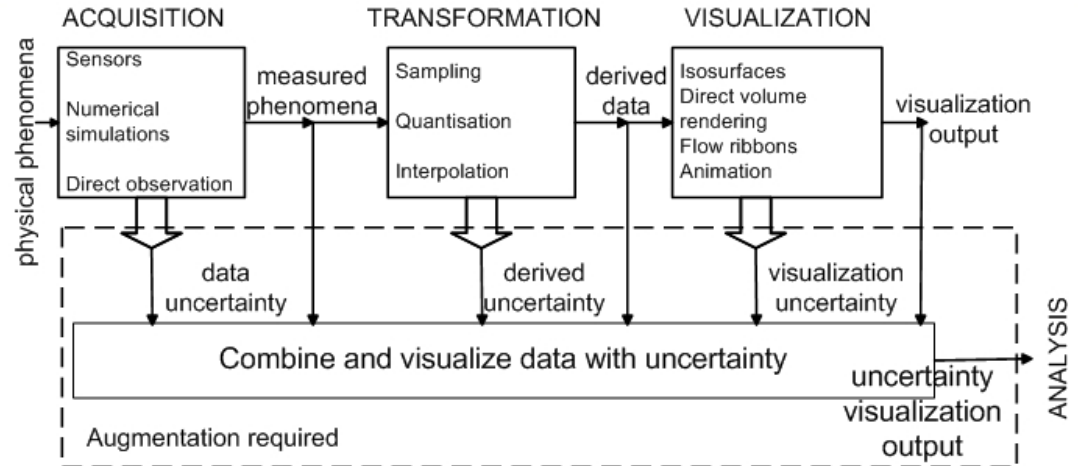 ACQUISITION
TRANSFORMATION
VISUALIZATION
physical phenomena
Sensors
Numerical
simulations
Direct observation
measured
phenomena
Sampling
Quantisation
Interpolation
derived
data
Isosurfaces
Direct volume
rendering
Flow ribbons
Animation
visualization
output
data
uncertainty
derived
uncertainty
visualization
uncertainty
Combine and visualize data with uncertainty
uncertainty
visualization
output
ANALYSIS
Augmentation required